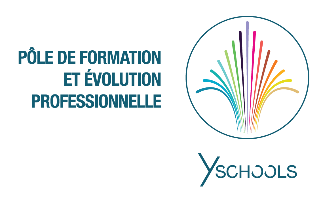 PÔLE DE FORMATION
ET ÉVOLUTION
PROFESSIONNELLE
YSCHOOLS